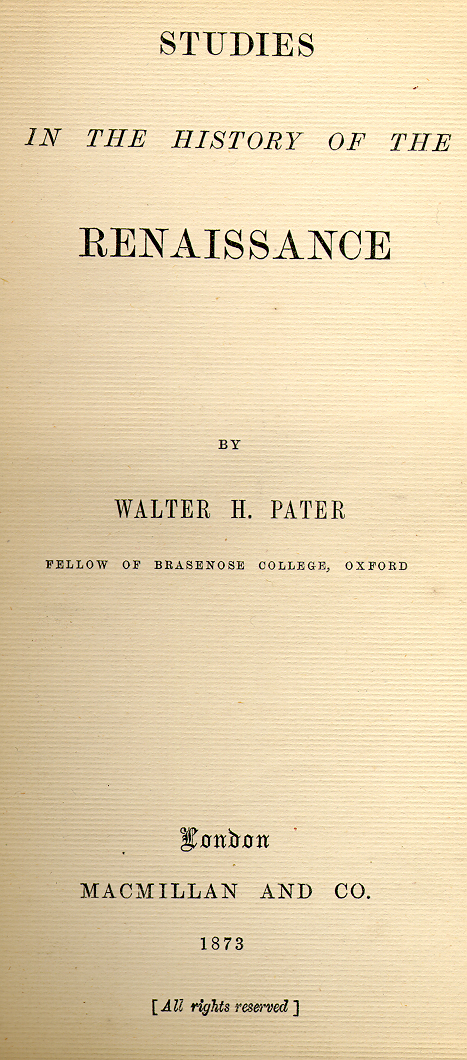 STUDIES
IN THE HISTORY OF THE
RENAISSANCE
BY
WALTER H. PATER
FELLOW OF BRASENOSE COLLEGE, OXFORD
London
MACMILLAN AND CO.
1873
[ All rights reserved ]